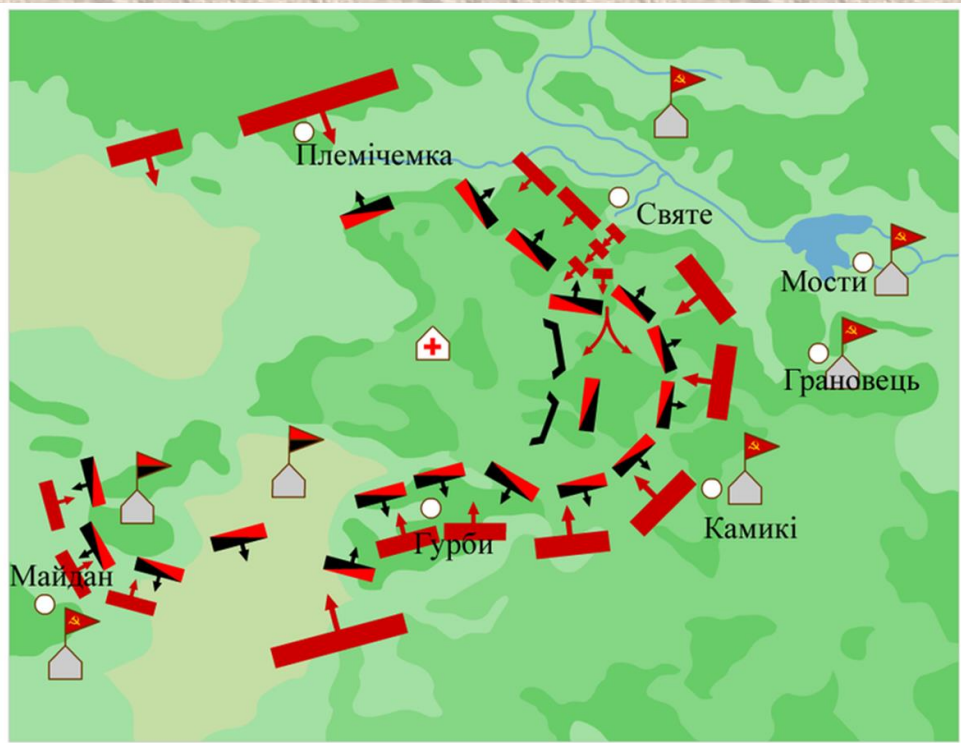 Племічемка
Святе
Мости
Грановець
Камикі
Гурби
Майдан